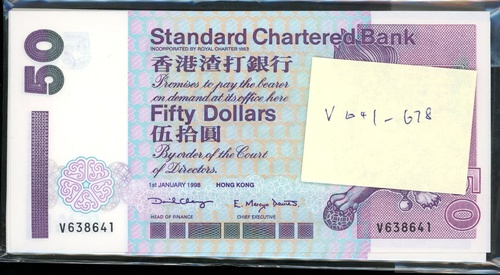 50
Standard Chartered Bank
INCORPORATED BY ROYAL CHARTER 1853
香港渣打銀行
Promises to pay the bearer
on demand at its office here
Fifty Dollars
伍拾圓
By order of the Court
of Directors.
1st JANUARY 1998 HONG KONG
HEAD OF FINANCE CHIEF EXECUTIVE
V638641 V638641
V 641-678